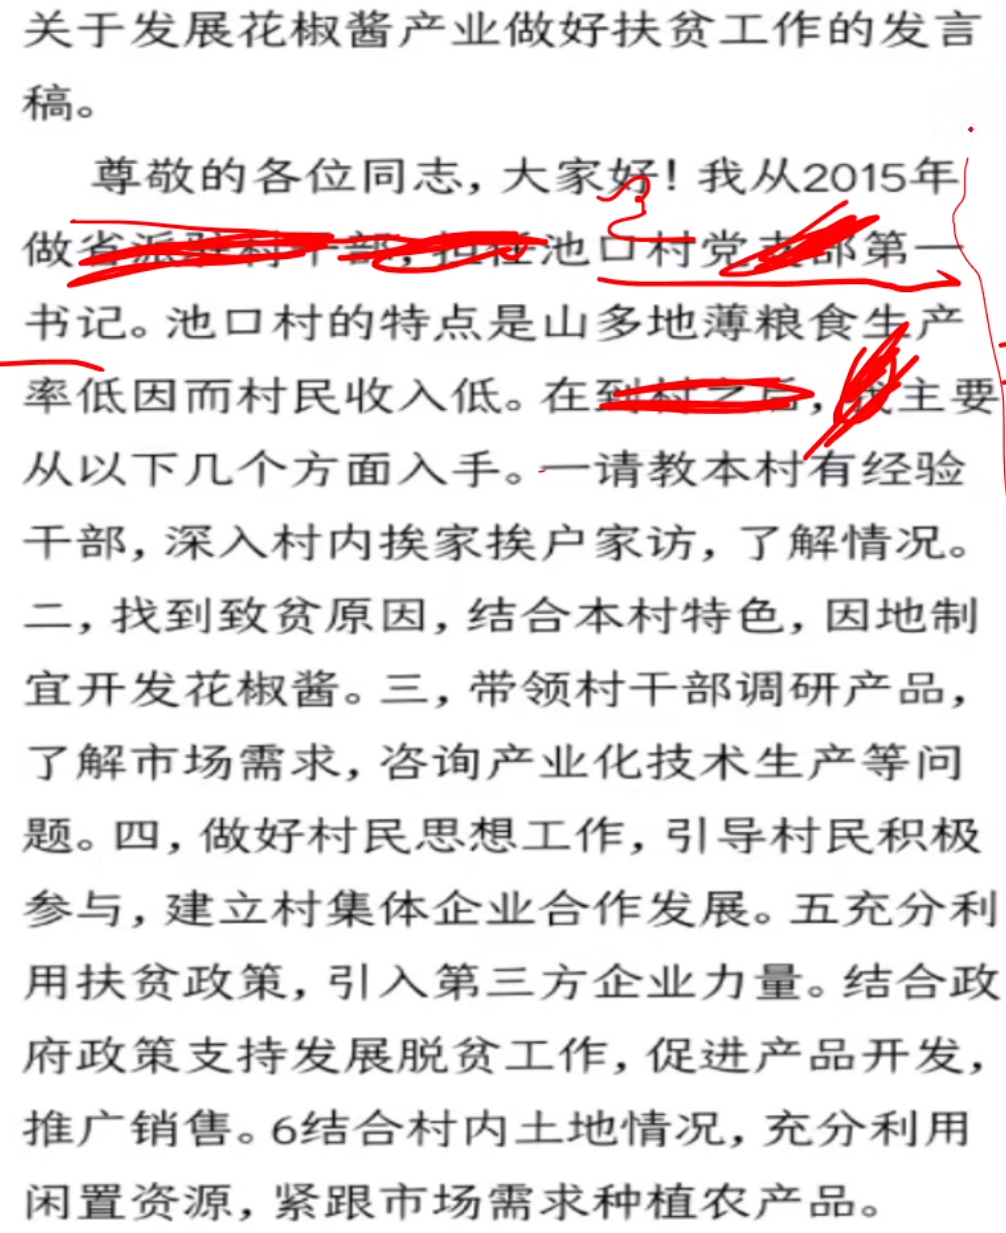 关于发展花椒酱产业做好扶贫工作的发言
稿。
尊敬的各位同志，大家好！我从2015年
做省派驻村干部，担任池口村党支部第一
书记。池口村的特点是山多地薄粮食生产
率低因而村民收入低。在到村之后，我主要
从以下几个方面入手。一请教本村有经验
干部，深入村内挨家挨户家访，了解情况。
二，找到致贫原因，结合本村特色，因地制
宜开发花椒酱。三，带领村干部调研产品，
了解市场需求，咨询产业化技术生产等问
题。四，做好村民思想工作，引导村民积极
参与，建立村集体企业合作发展。五充分利
用扶贫政策，引入第三方企业力量。结合政
府政策支持发展脱贫工作，促进产品开发，
推广销售。6结合村内土地情况，充分利用
闲置资源，紧跟市场需求种植农产品。